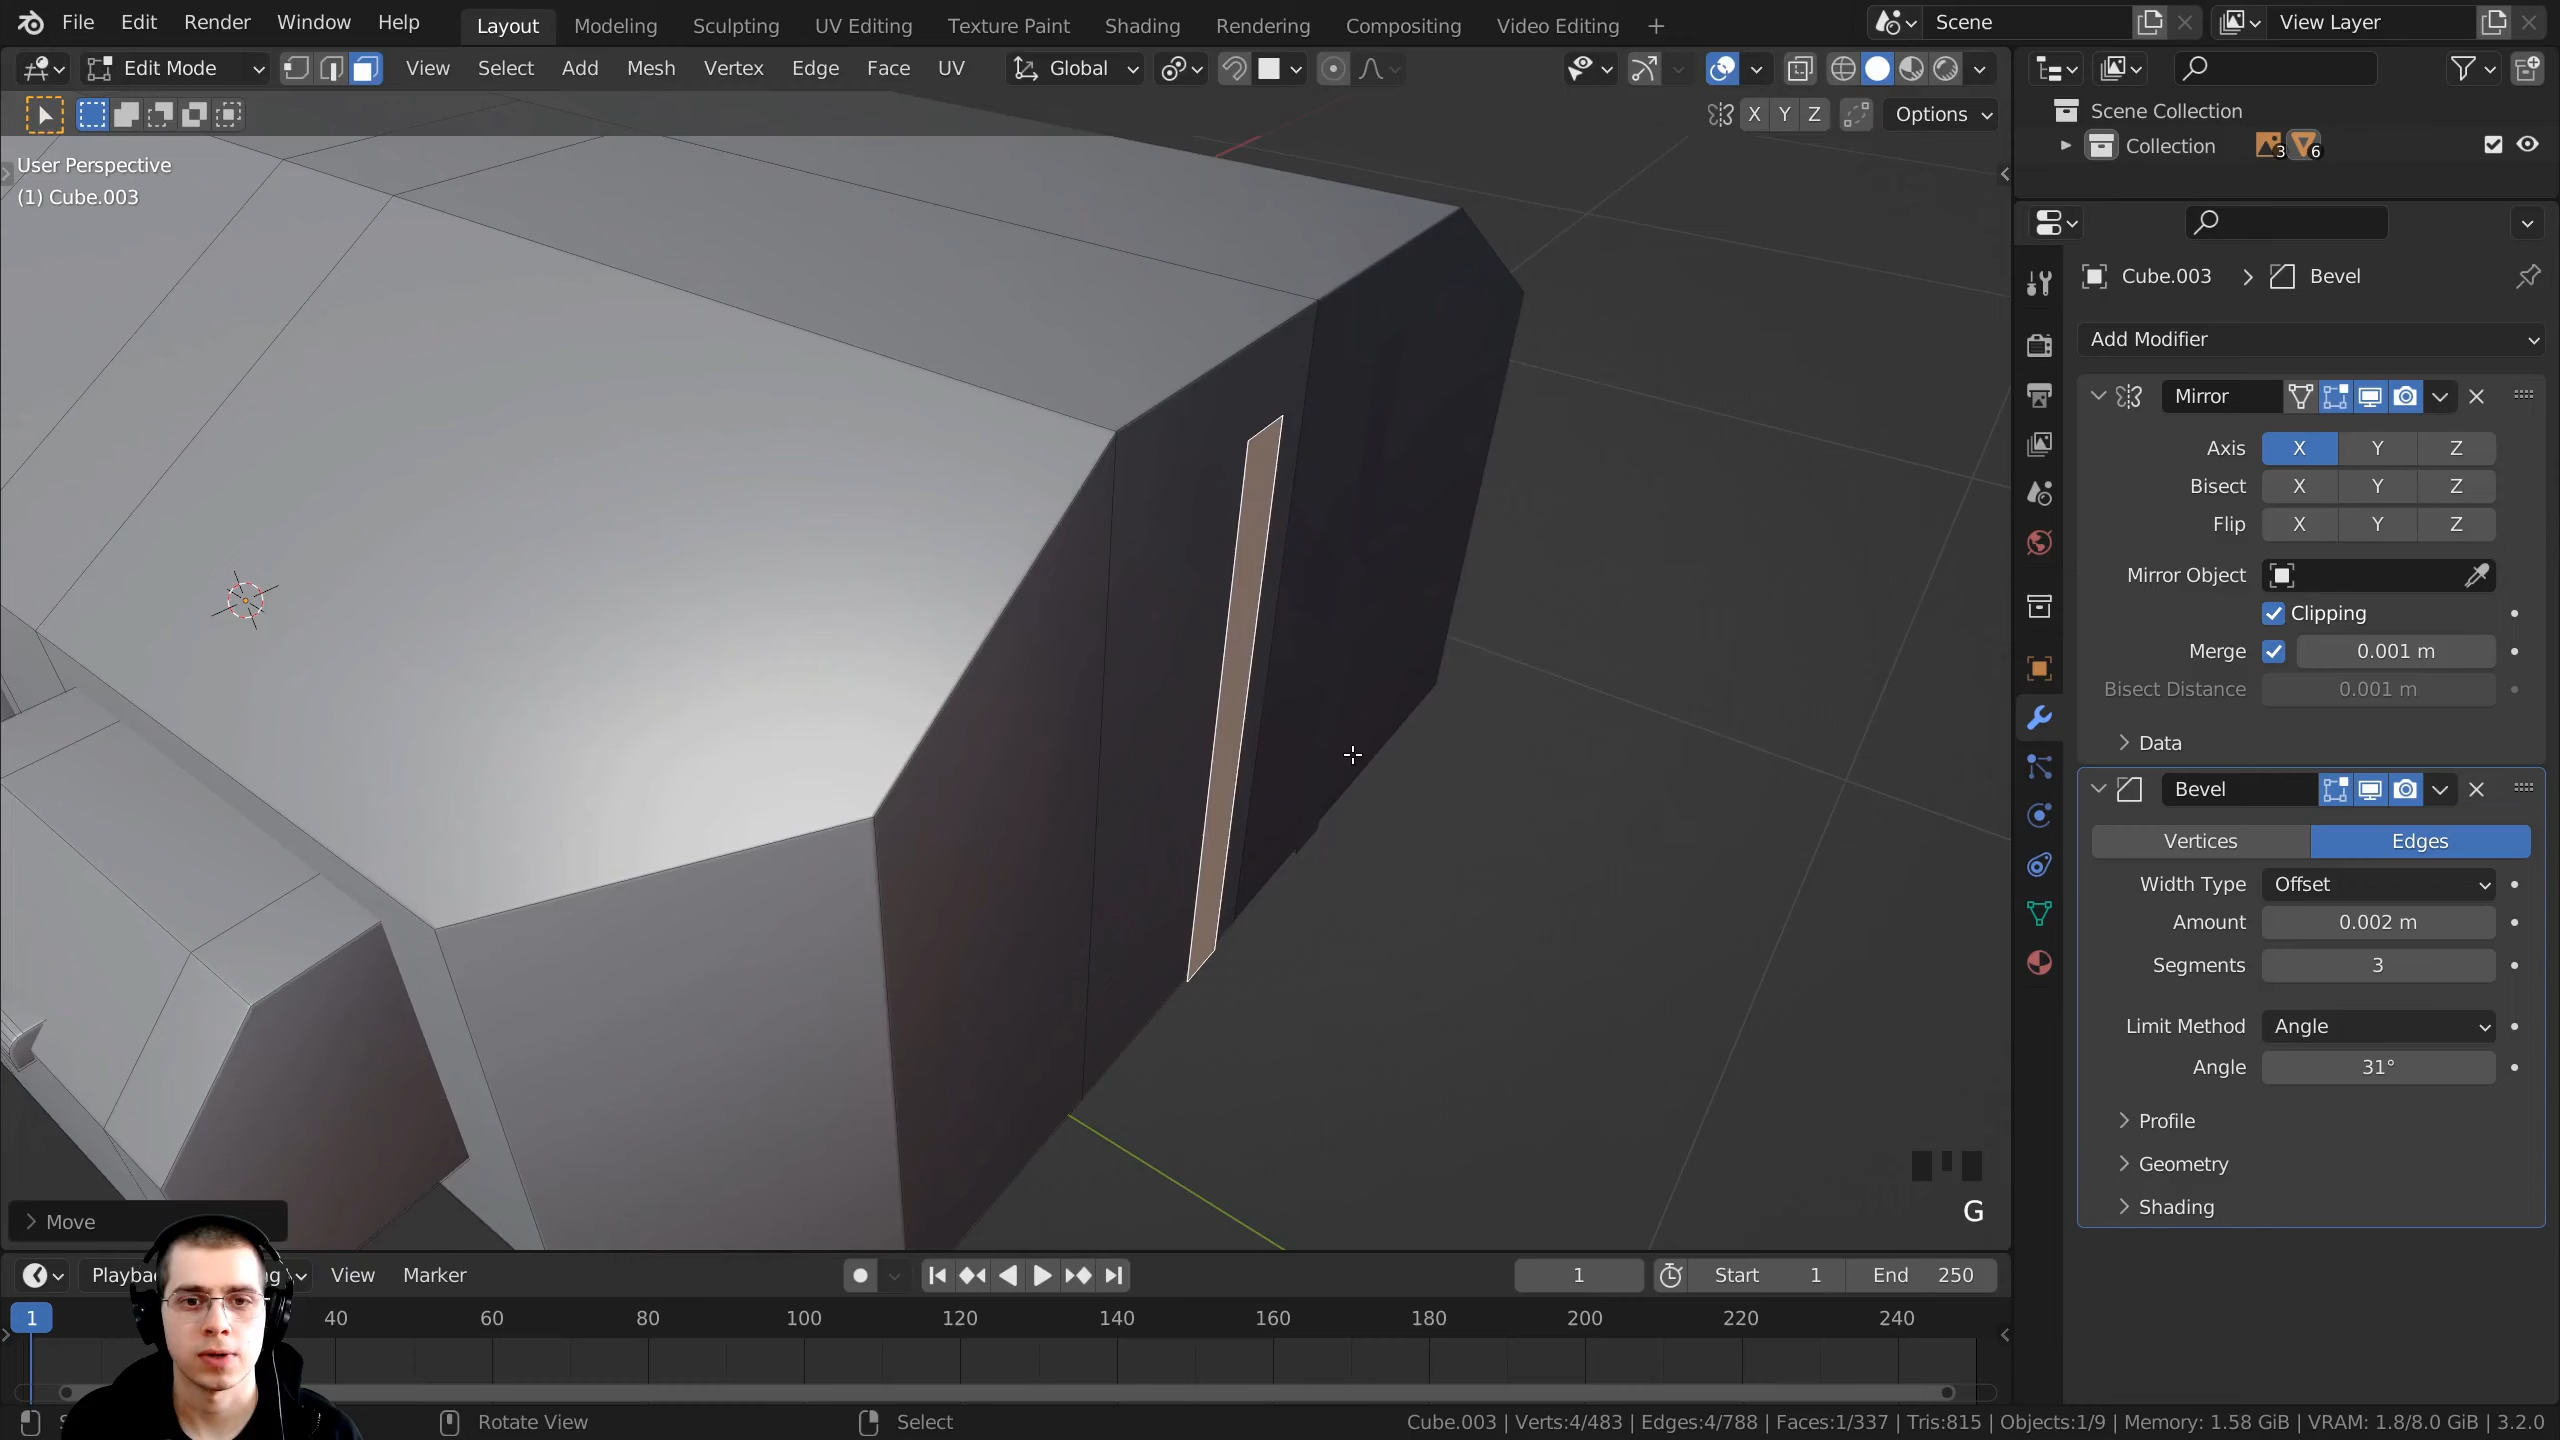 File Edit Render Window Help Layout Modeling Sculpting UV Editing Texture Paint Shading Rendering Compositing Video Editing + Scene View Layer
Edit Mode View Select Add Mesh Vertex Edge Face UV Global
X Y Z Options
User Perspective
(1) Cube.003
Scene Collection
Collection 3 6
Cube.003 > Bevel
Add Modifier
Mirror
Axis X Y Z
Bisect X Y Z
Flip X Y Z
Mirror Object
Clipping
Merge 0.001 m
Bisect Distance 0.001 m
Data
Bevel
Vertices Edges
Width Type Offset
Amount 0.002 m
Segments 3
Limit Method Angle
Angle 31°
Profile
Geometry
Shading
G
Move
View Marker 1 Start 1 End 250
1 40 60 80 100 120 140 160 180 200 220 240
Rotate View Select Cube.003 | Verts:4/483 | Edges:4/788 | Faces:1/337 | Tris:815 | Objects:1/9 | Memory: 1.58 GiB | VRAM: 1.8/8.0 GiB | 3.2.0